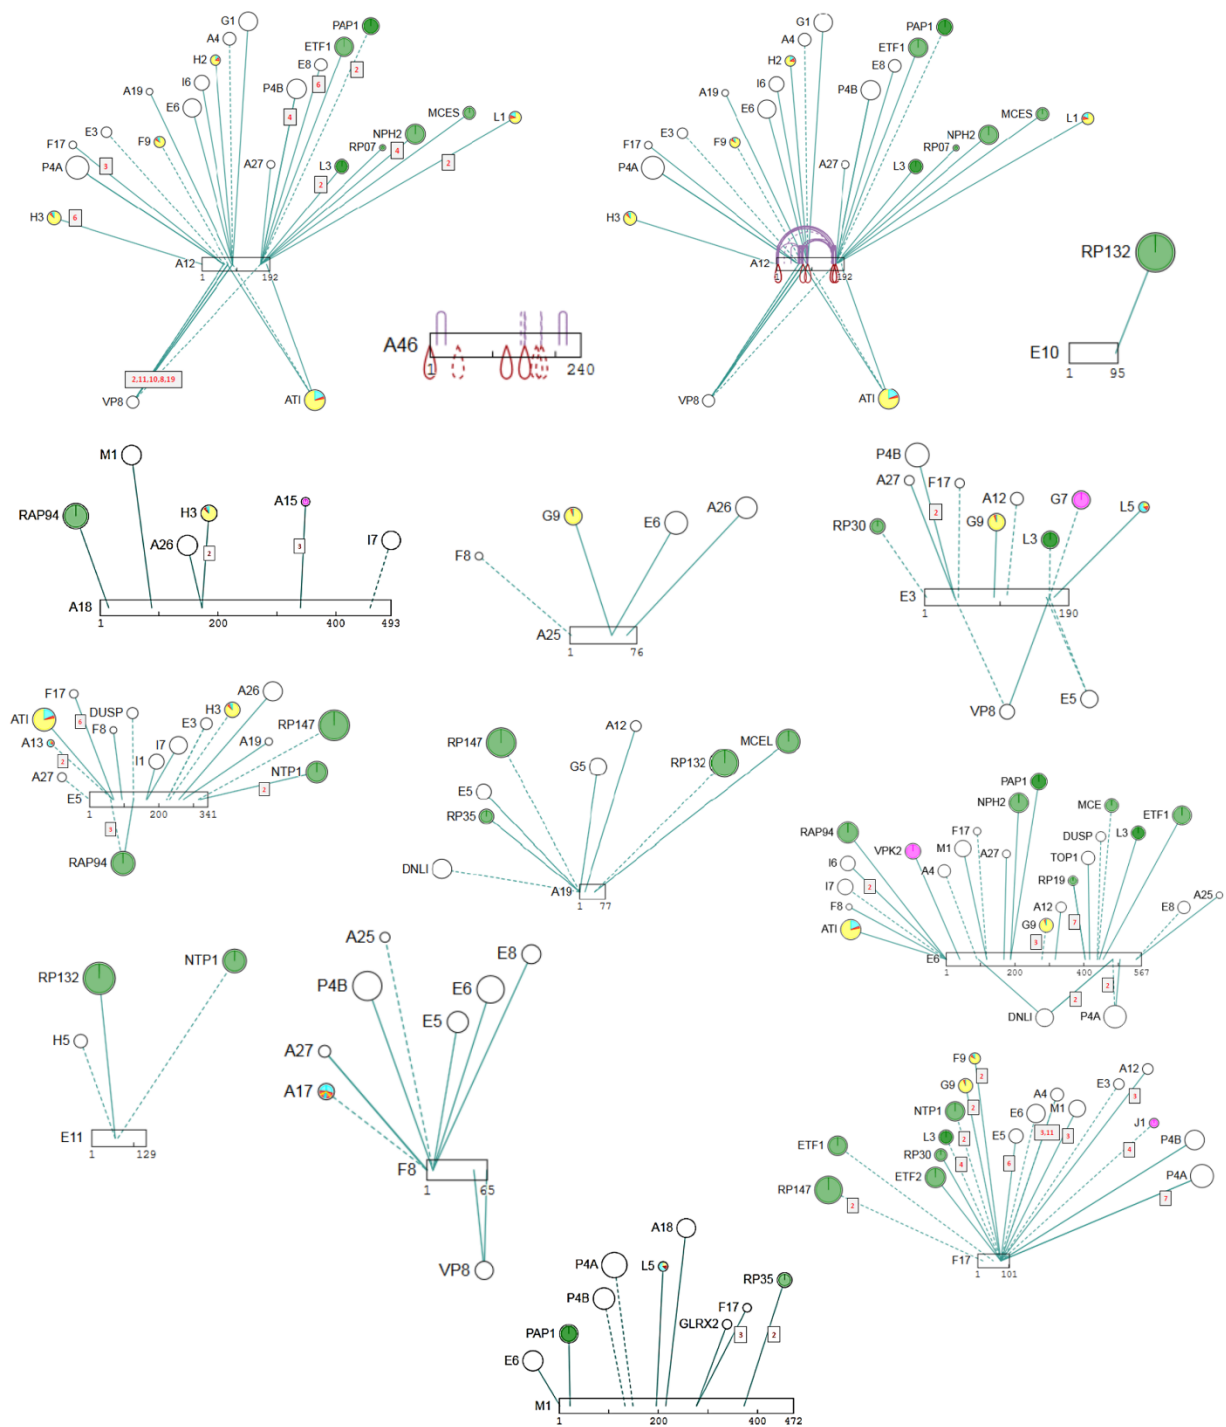 G1
PAP1
A4
ETF1
H2
E8
2
I6
6
P4B
A19
E6
MCES
L1
4
E3
NPH2
F17
F9
RP07
4
P4A
3
A27
L3
2
2
H3
6
A12
1
192
2,11,10,8,19
VP8
ATI
A46
1
240
G1
PAP1
A4
ETF1
H2
E8
I6
P4B
A19
E6
MCES
L1
E3
NPH2
F17
F9
RP07
P4A
A27
L3
H3
A12
1
192
VP8
ATI
RP132
E10
1
95
M1
RAP94
H3
A15
A26
2
3
I7
A18
1
200
400
493
G9
E6
A26
F8
A25
1
76
P4B
A27
F17
A12
G7
L5
2
G9
RP30
L3
E3
1
190
VP8
E5
F17
A26
ATI
DUSP
H3
6
F8
E3
RP147
A13
I7
A19
2
I1
A27
NTP1
2
E5
1
200
341
3
RAP94
A12
RP147
MCEL
G5
RP132
E5
RP35
DNLI
A19
1
77
PAP1
NPH2
MCE
ETF1
RAP94
F17
DUSP
L3
VPK2
M1
A27
TOP1
I6
A4
2
RP19
I7
F8
A12
E8
A25
ATI
G9
7
3
E6
1
200
400
567
2
2
DNLI
P4A
NTP1
RP132
H5
E11
1
129
A25
E8
P4B
E6
E5
A27
A17
F8
1
65
VP8
F9
A12
2
G9
E3
A4
3
NTP1
2
E6
M1
J1
L3
2
E5
3,11
3
P4B
ETF1
RP30
4
6
4
ETF2
P4A
RP147
2
7
F17
1
101
A18
P4A
L5
RP35
P4B
F17
GLRX2
PAP1
3
2
E6
M1
1
200
400
472